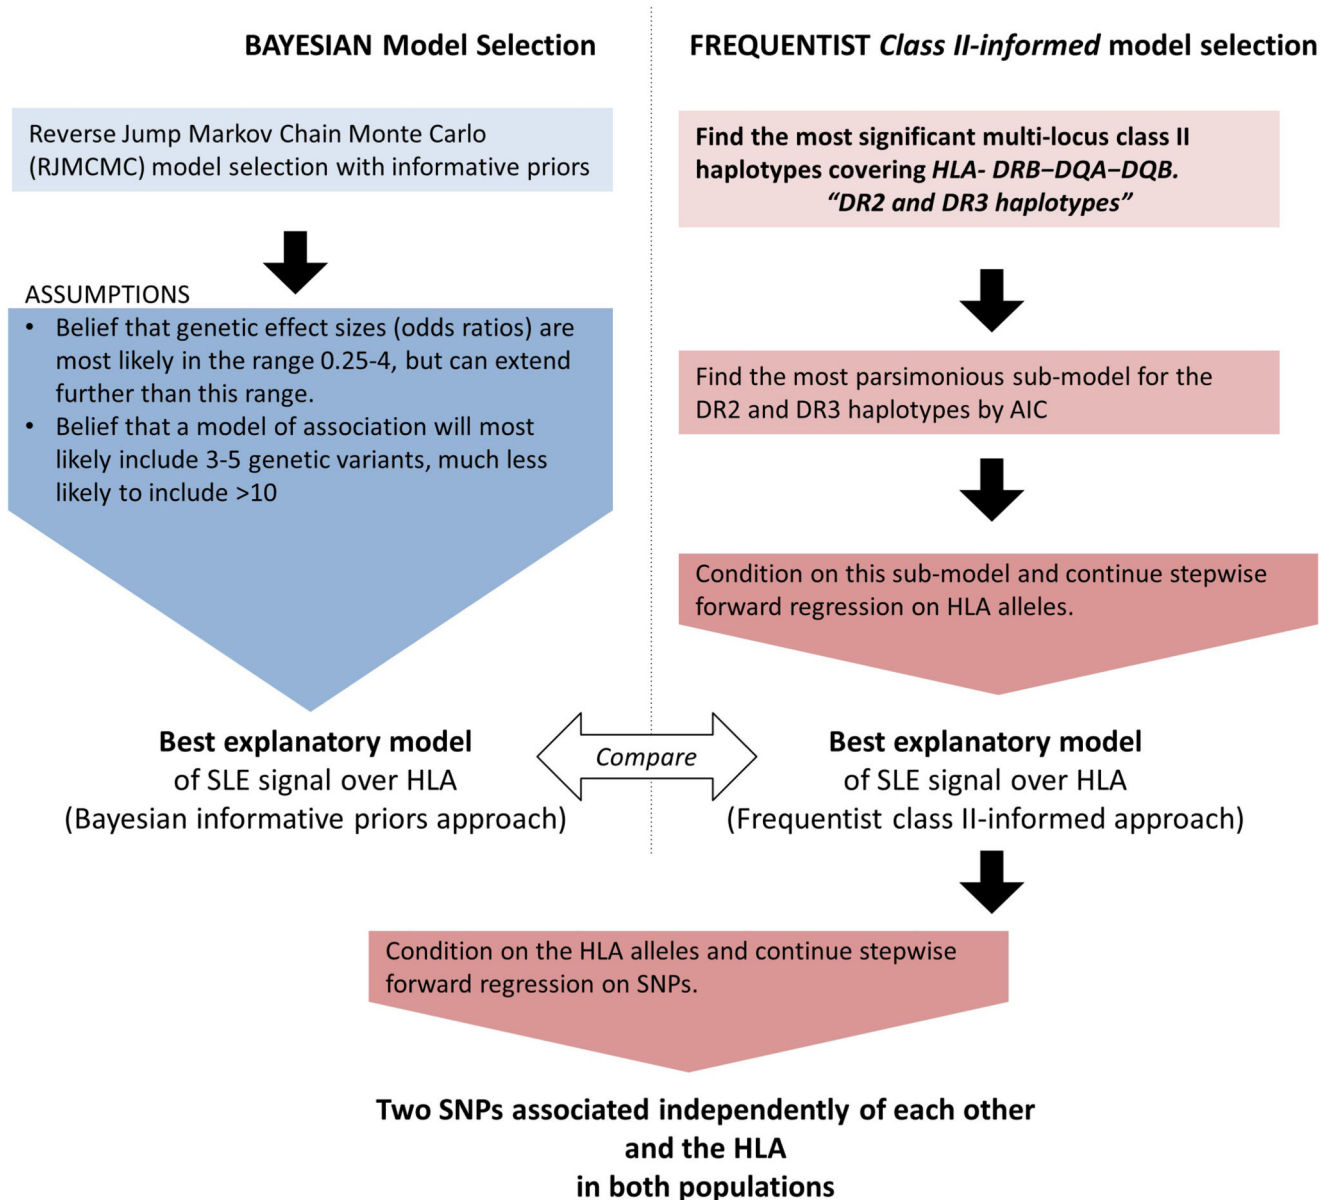 BAYESIAN Model Selection
Reverse Jump Markov Chain Monte Carlo
(RJMCMC) model selection with informative priors
ASSUMPTIONS
• Belief that genetic effect sizes (odds ratios) are
most likely in the range 0.25-4, but can extend
further than this range.
• Belief that a model of association will most
likely include 3-5 genetic variants, much less
likely to include >10
Best explanatory model
of SLE signal over HLA
(Bayesian informative priors approach)
Compare
FREQUENTIST Class II-informed model selection
Find the most significant multi-locus class II
haplotypes covering HLA- DRB–DQA–DQB.
“DR2 and DR3 haplotypes”
Find the most parsimonious sub-model for the
DR2 and DR3 haplotypes by AIC
Condition on this sub-model and continue stepwise
forward regression on HLA alleles.
Best explanatory model
of SLE signal over HLA
(Frequentist class II-informed approach)
Condition on the HLA alleles and continue stepwise
forward regression on SNPs.
Two SNPs associated independently of each other
and the HLA
in both populations